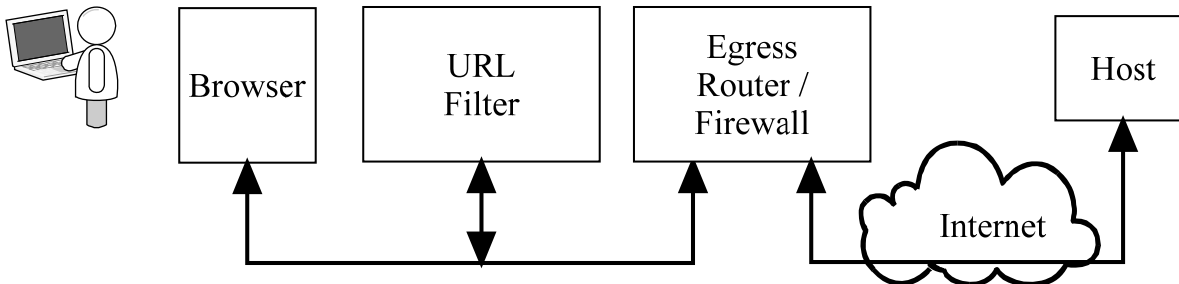 Browser
URL
Filter
Egress
Router /
Firewall
Host
Internet